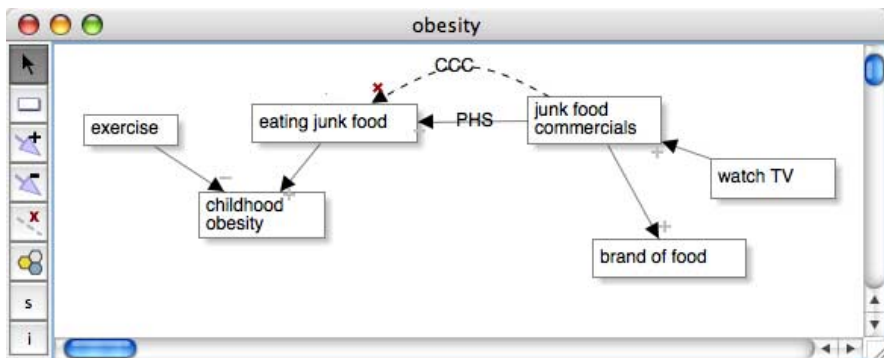 obesity
CCC
exercise
eating junk food
PHS
junk food
commercials
watch TV
childhood
obesity
brand of food
s
i